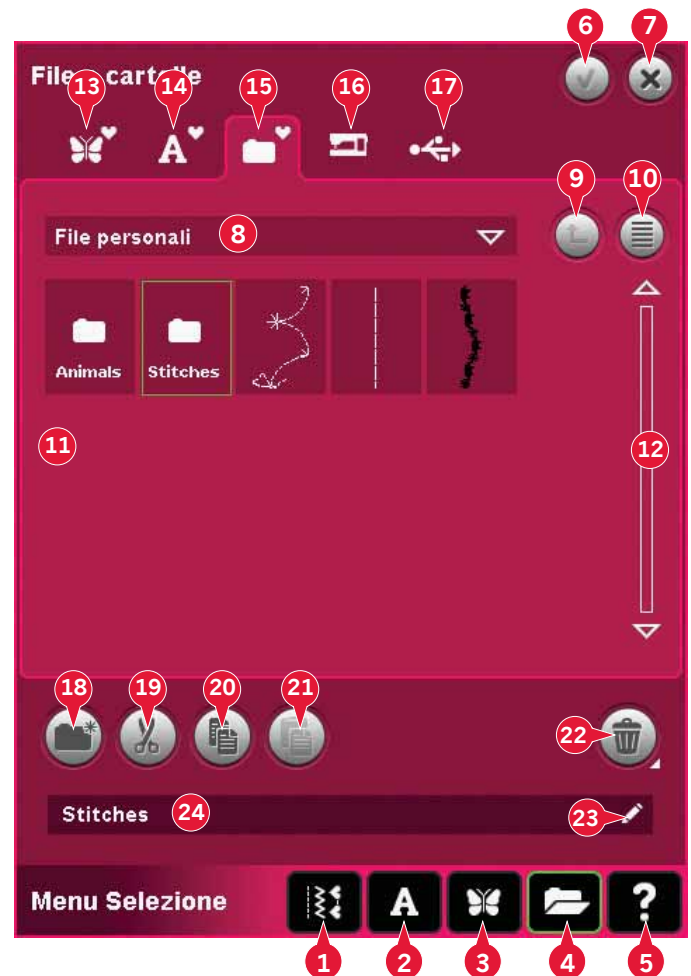 6 7
File e cartelle
13 14 15 16 17
A
9 10
File personali 8
Animals Stitches
11
12
18 19 20 21
22
Stitches 24
23
Menu Selezione A ?
1 2 3 4 5